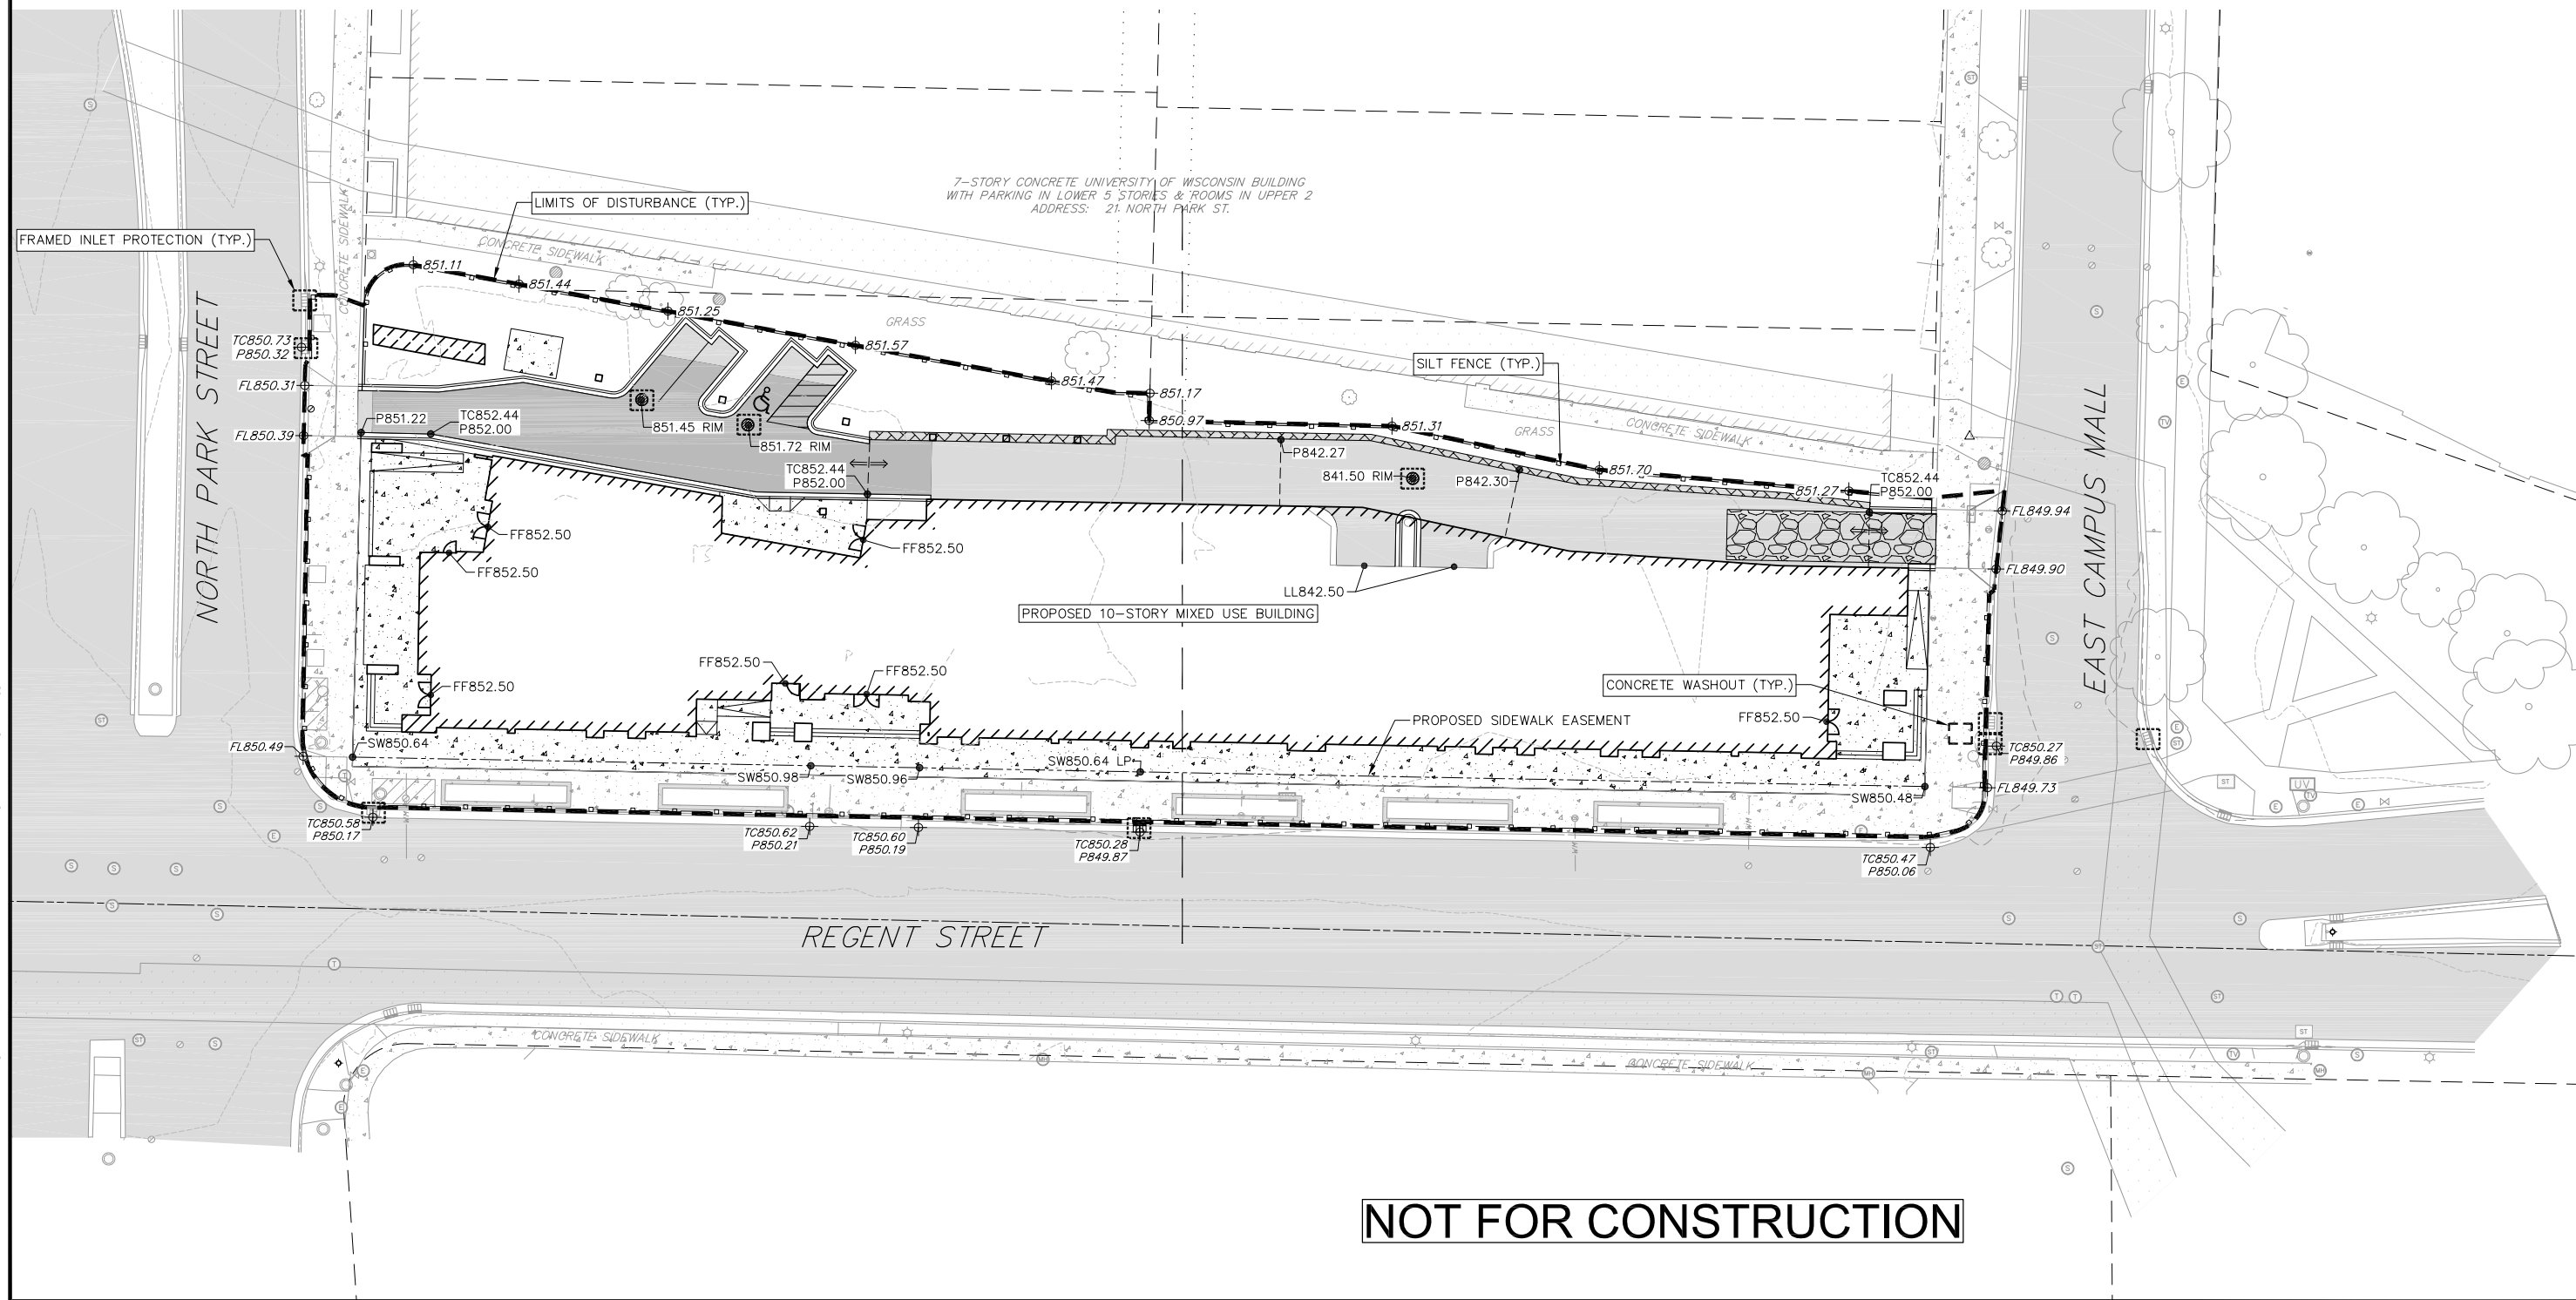 7-STORY CONCRETE UNIVERSITY OF WISCONSIN BUILDING
WITH PARKING IN LOWER 5 STORIES & ROOMS IN UPPER 2
ADDRESS: 21 NORTH PARK ST.
LIMITS OF DISTURBANCE (TYP.)
FRAMED INLET PROTECTION (TYP.)
CONCRETE SIDEWALK
CONCRETE SIDEWALK
851.11
851.44
851.25
GRASS
851.57
851.47
851.17
850.97
SILT FENCE (TYP.)
851.31
GRASS
CONCRETE SIDEWALK
851.70
851.27
TC852.44
P852.00
TC850.73
P850.32
FL850.31
FL850.39
P851.22
TC852.44
P852.00
851.45 RIM
851.72 RIM
TC852.44
P852.00
P842.27
841.50 RIM
P842.30
FL849.94
FL849.90
NORTH PARK STREET
EAST CAMPUS MALL
FF852.50
FF852.50
FF852.50
LL842.50
PROPOSED 10-STORY MIXED USE BUILDING
FF852.50
FF852.50
FF852.50
CONCRETE WASHOUT (TYP.)
FF852.50
PROPOSED SIDEWALK EASEMENT
FL850.49
SW850.64
SW850.98
SW850.96
SW850.64 LP
SW850.48
TC850.27
P849.86
FL849.73
TC850.58
P850.17
TC850.62
P850.21
TC850.60
P850.19
TC850.28
P849.87
TC850.47
P850.06
REGENT STREET
CONCRETE SIDEWALK
CONCRETE SIDEWALK
NOT FOR CONSTRUCTION